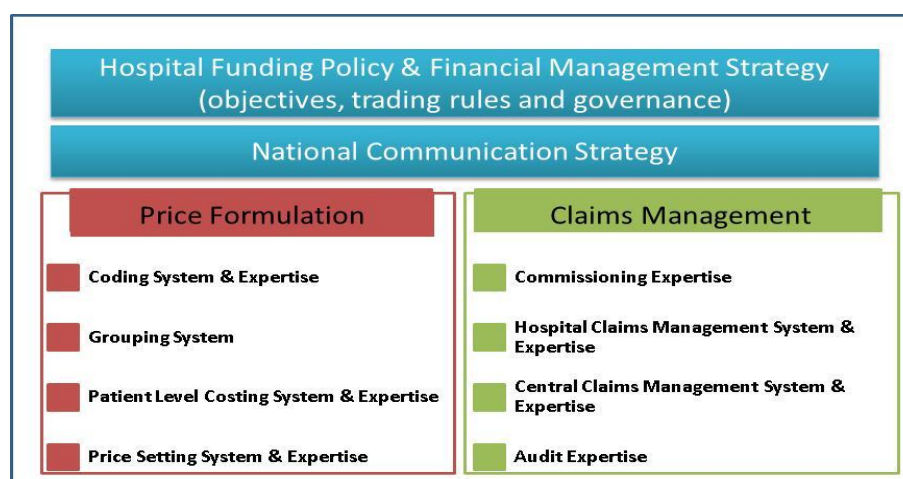 Hospital Funding Policy & Financial Management Strategy
(objectives, trading rules and governance)
National Communication Strategy
Price Formulation
Coding System & Expertise
Grouping System
Patient Level Costing System & Expertise
Price Setting System & Expertise
Claims Management
Commissioning Expertise
Hospital Claims Management System &
Expertise
Central Claims Management System &
Expertise
Audit Expertise